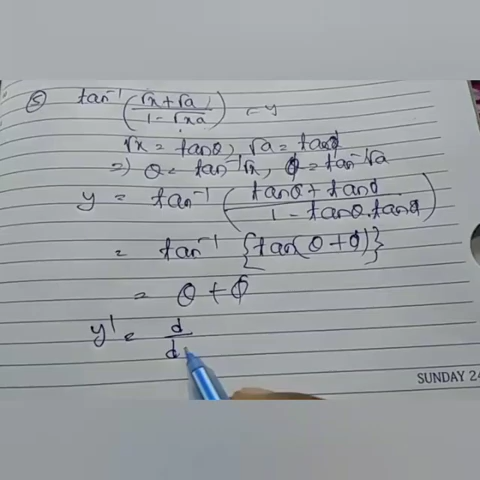 ⑤ tan⁻¹ (√x + √a / 1 - √xa) = y
√x = tanθ, √a = tanϕ
⇒ θ = tan⁻¹√x, ϕ = tan⁻¹√a
y = tan⁻¹ (tanθ + tanϕ / 1 - tanθ.tanϕ)
= tan⁻¹ {tan(θ + ϕ)}
= θ + ϕ
y' = d / d
SUNDAY 24